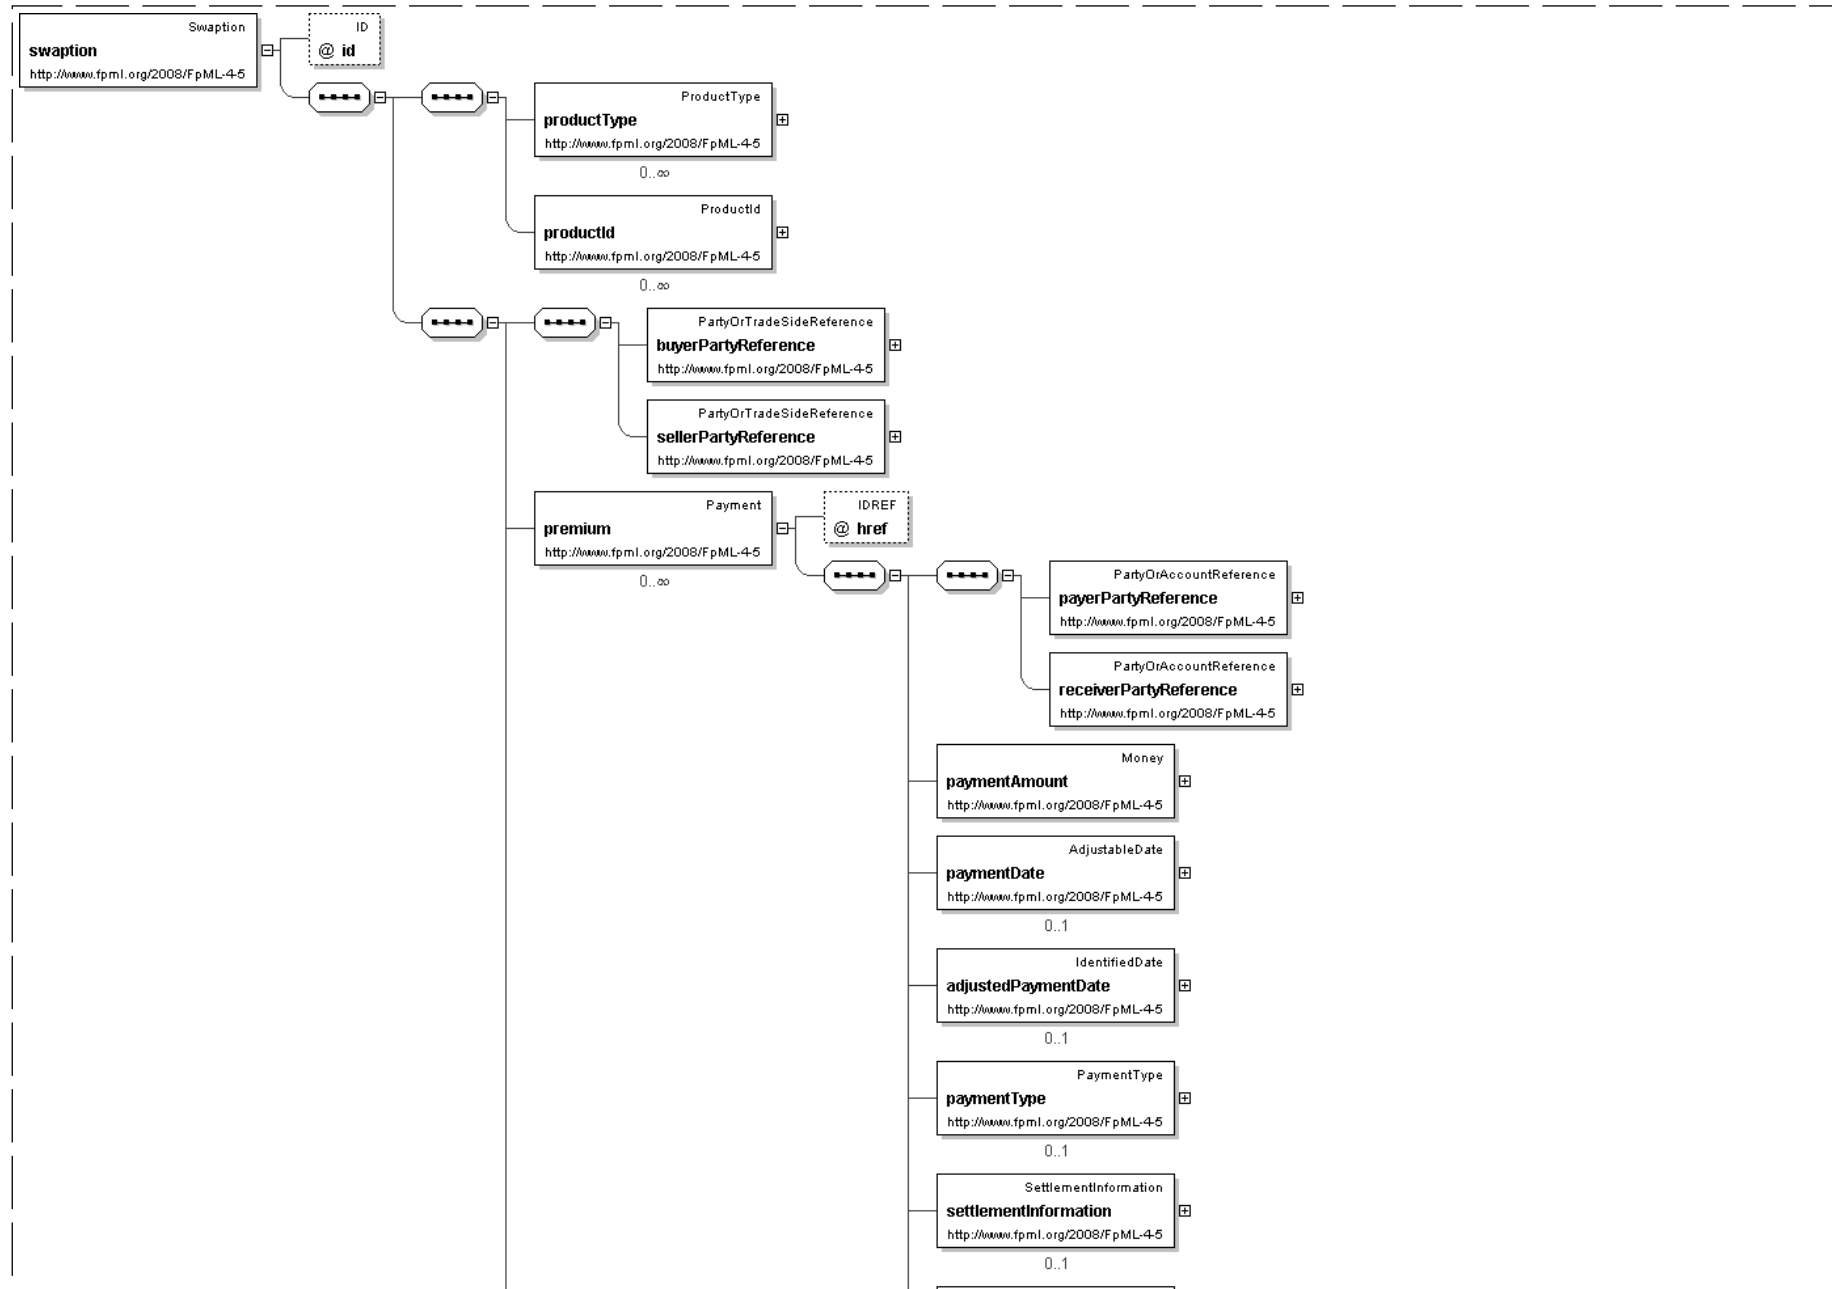 Swaption
swaption
http://www.fpml.org/2008/FpML-4-5
ID
@ id
ProductType
productType
http://www.fpml.org/2008/FpML-4-5
0..∞
ProductId
productId
http://www.fpml.org/2008/FpML-4-5
0..∞
PartyOrTradeSideReference
buyerPartyReference
http://www.fpml.org/2008/FpML-4-5
PartyOrTradeSideReference
sellerPartyReference
http://www.fpml.org/2008/FpML-4-5
Payment
premium
http://www.fpml.org/2008/FpML-4-5
0..∞
IDREF
@ href
PartyOrAccountReference
payerPartyReference
http://www.fpml.org/2008/FpML-4-5
PartyOrAccountReference
receiverPartyReference
http://www.fpml.org/2008/FpML-4-5
Money
paymentAmount
http://www.fpml.org/2008/FpML-4-5
AdjustableDate
paymentDate
http://www.fpml.org/2008/FpML-4-5
0..1
IdentifiedDate
adjustedPaymentDate
http://www.fpml.org/2008/FpML-4-5
0..1
PaymentType
paymentType
http://www.fpml.org/2008/FpML-4-5
0..1
SettlementInformation
settlementInformation
http://www.fpml.org/2008/FpML-4-5
0..1